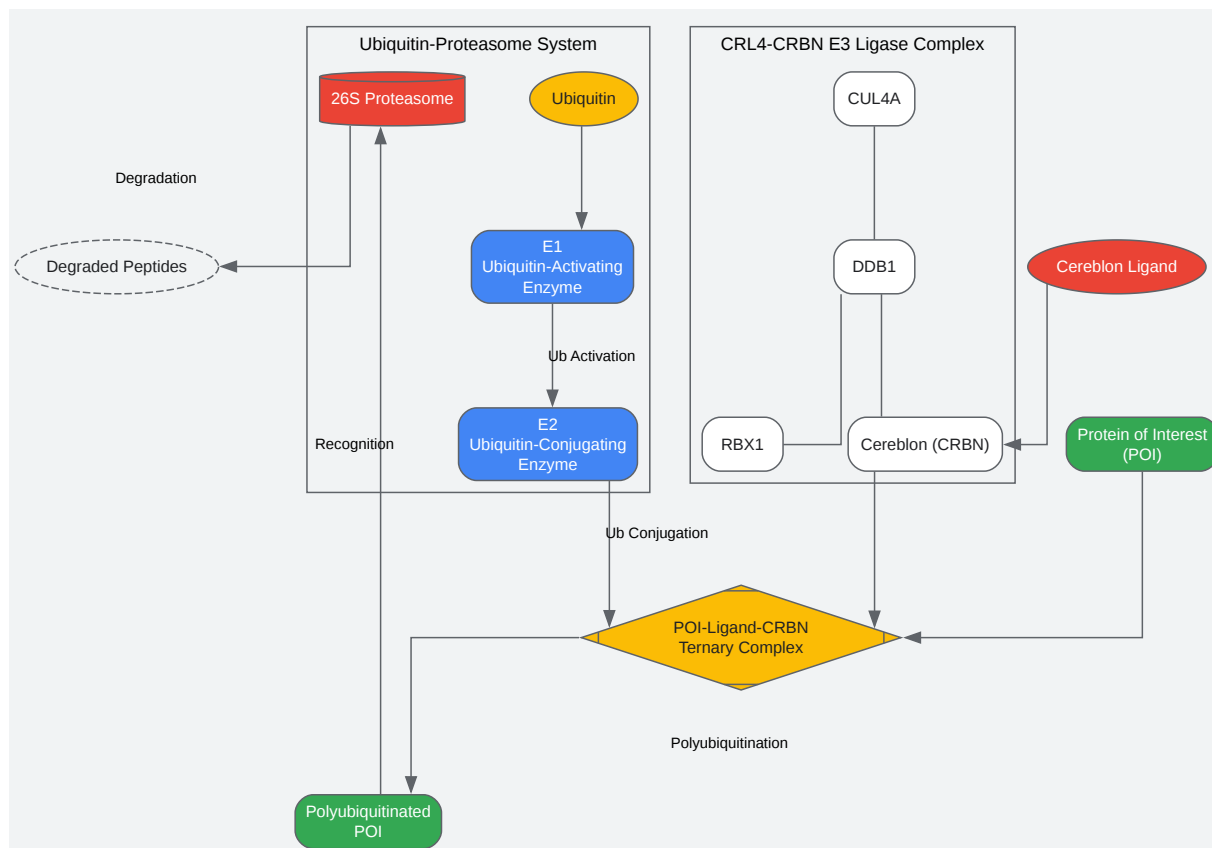 Ubiquitin-Proteasome System
CRL4-CRBN E3 Ligase Complex
26S Proteasome
Ubiquitin
CUL4A
Degradation
Degraded Peptides
E1
Ubiquitin-Activating
Enzyme
DDB1
Cereblon Ligand
Ub Activation
Recognition
E2
Ubiquitin-Conjugating
Enzyme
RBX1
Cereblon (CRBN)
Protein of Interest
(POI)
Ub Conjugation
POI-Ligand-CRBN
Ternary Complex
Polyubiquitination
Polyubiquitinated
POI